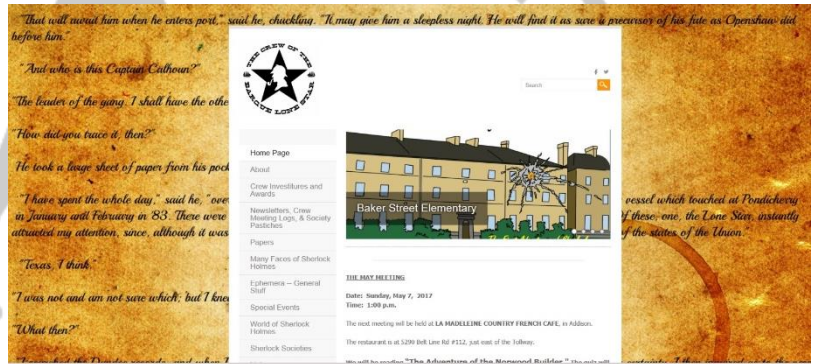 "That will await him when he enters port," said he, chuckling. "It may give him a sleepless night. He will find it as sure a precursor of his fate as Openshaw did
before him."
"And who is this Captain Calhoun?"
"The leader of the gang. I shall have the othe
"How did you trace it, then?"
He took a large sheet of paper from his pock
"I have spent the whole day," said he, "over
vessel which touched at Pondicherry
in January and February in '83. There were
of these, one, the Lone Star, instantly
attracted my attention, since, although it was
of the states of the Union."
"Texas, I think."
"I was not and am not sure which; but I knew
"What then?"
THE CREW OF THE
BARQUE LONE STAR
f
Search
Home Page
About
Crew Investitures and
Awards
Newsletters, Crew
Meeting Logs, & Society
Pastiches
Papers
Many Faces of Sherlock
Holmes
Ephemera -- General
Stuff
Special Events
World of Sherlock
Holmes
Sherlock Societies
Baker Street Elementary
THE MAY MEETING
Date: Sunday, May 7, 2017
Time: 1:00 p.m.
The next meeting will be held at LA MADELEINE COUNTRY FRENCH CAFE, in Addison.
The restaurant is at 5290 Belt Line Rd #112, just east of the Tollway.
We will be reading "The Adventure of the Norwood Builder." The quiz will